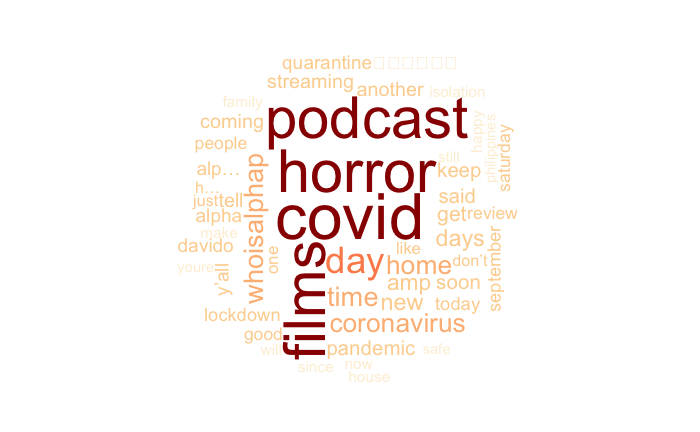 quarantine
streaming
another
isolation
family
podcast
happy
philippines
saturday
coming
people
horror
still
keep
alp…
h…
just
tell
whoisalphap
said
alpha
get
review
make
covid
davido
one
films
day
like
days
don't
september
youre
y'all
home
amp
soon
time
new
today
lockdown
coronavirus
good
will
pandemic
safe
since
now
house